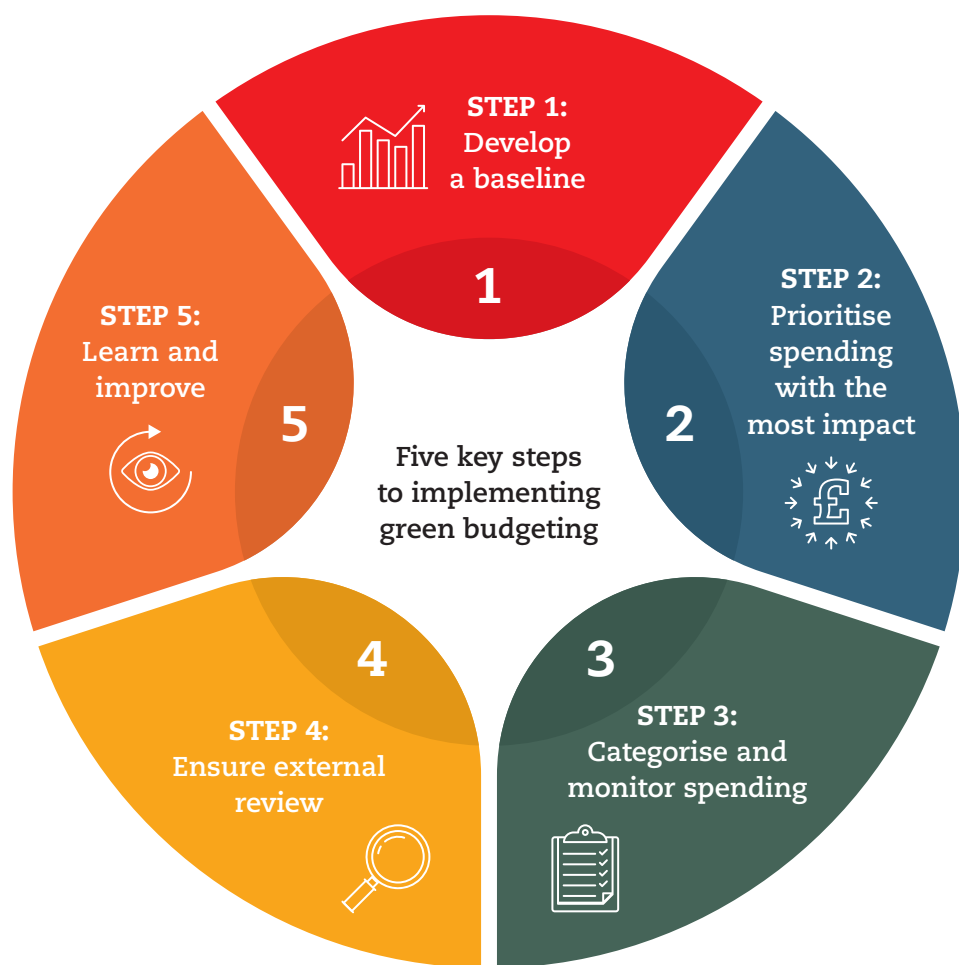 STEP 1:
Develop
a baseline
1
STEP 2:
Prioritise
spending
with the
most impact
2
STEP 3:
Categorise and
monitor spending
3
STEP 4:
Ensure external
review
4
STEP 5:
Learn and
improve
5
Five key steps
to implementing
green budgeting
£